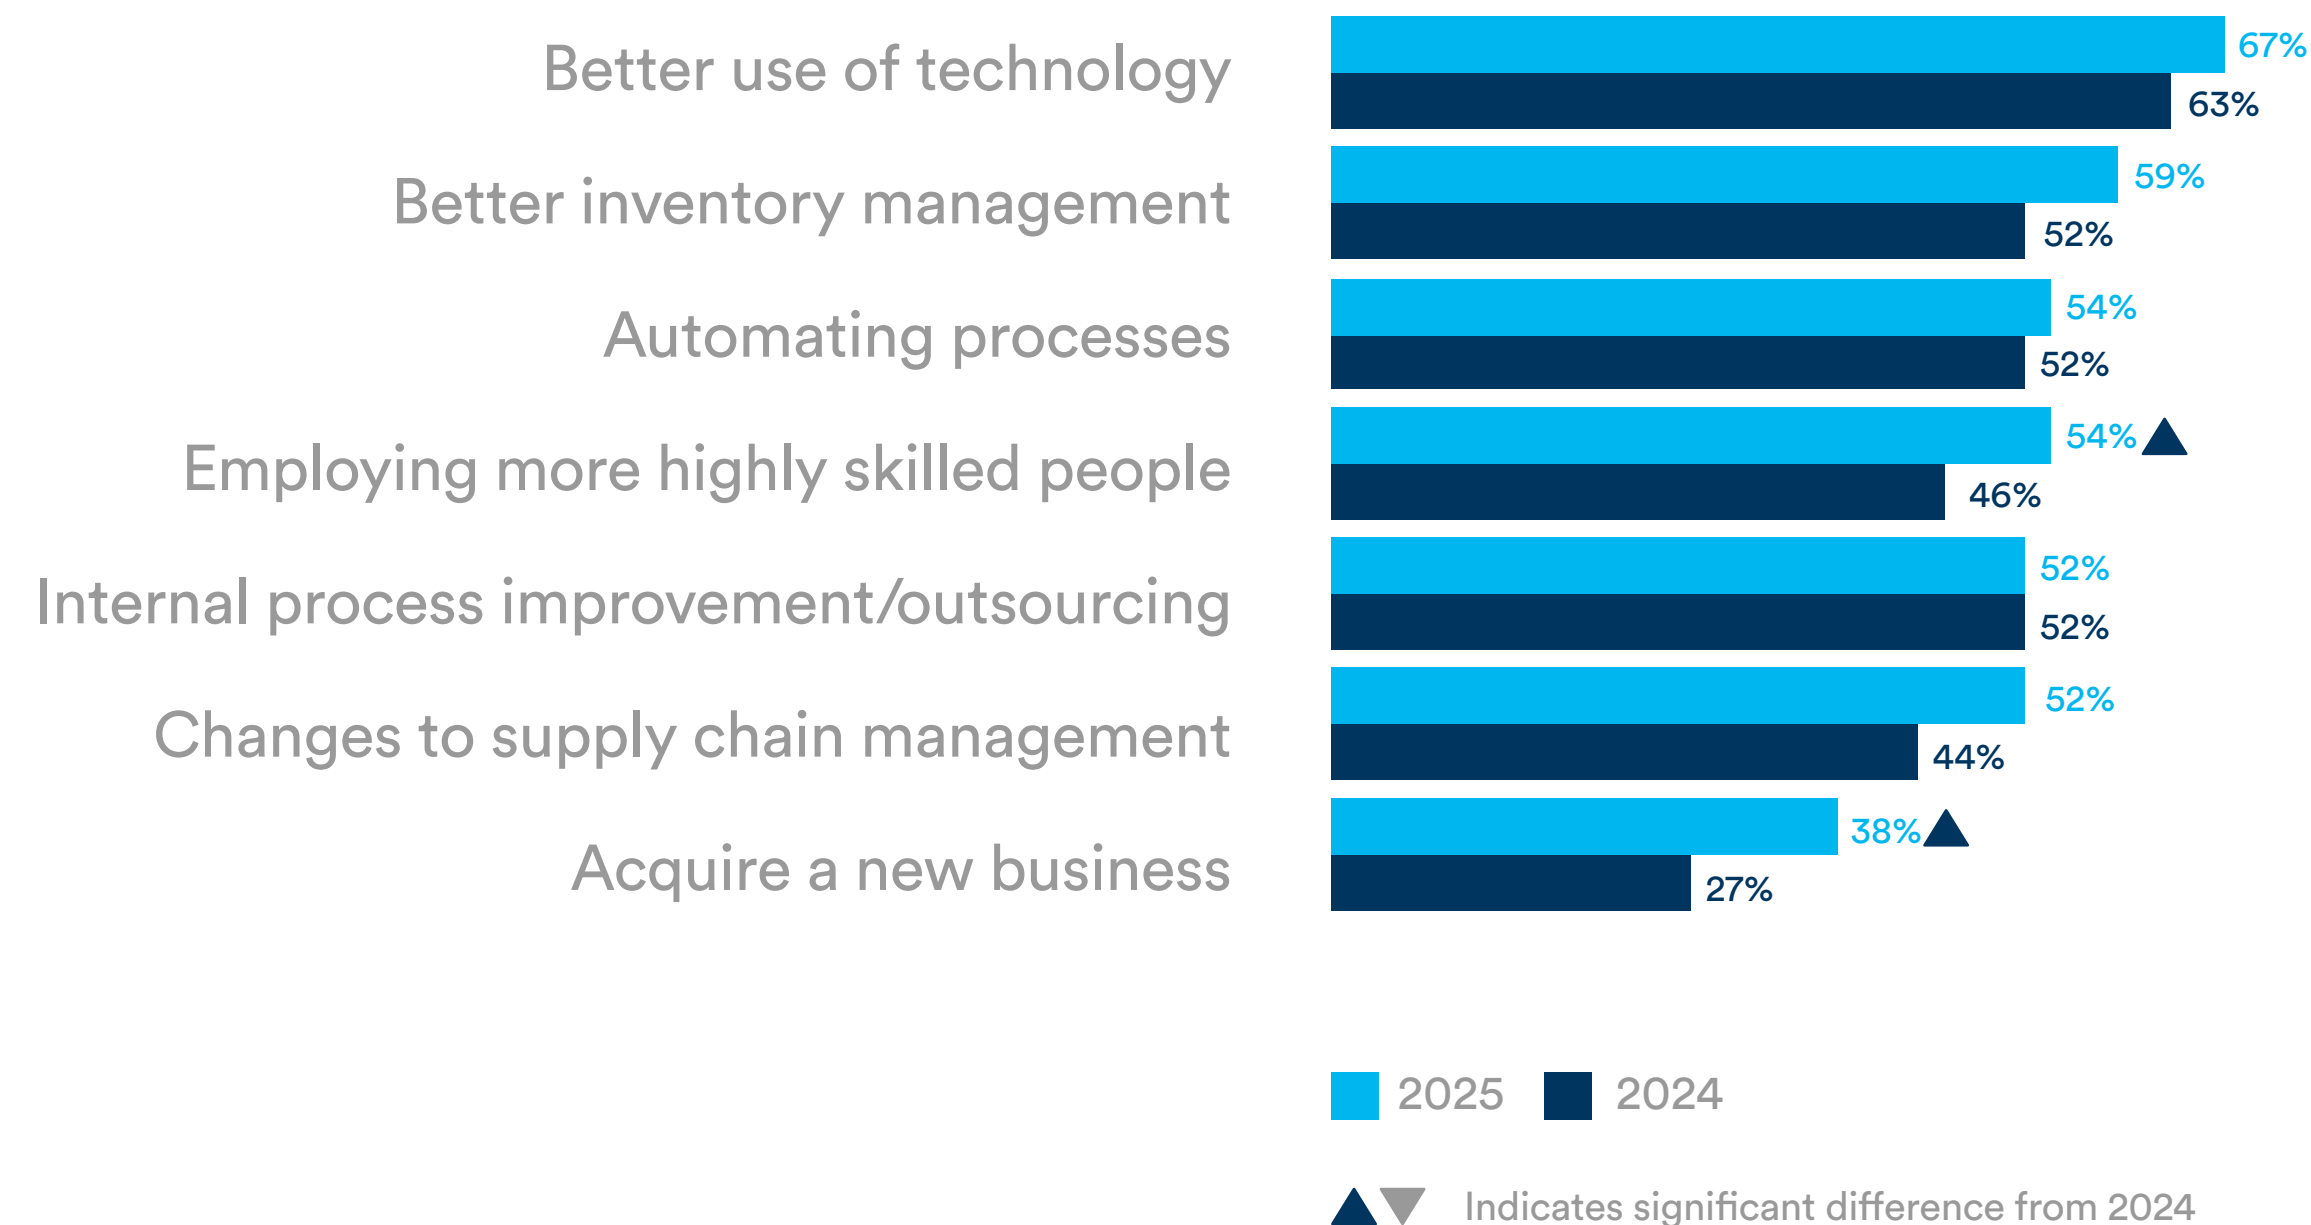 Better use of technology
67%
63%
Better inventory management
59%
52%
Automating processes
54%
52%
Employing more highly skilled people
54%
46%
Internal process improvement/outsourcing
52%
52%
Changes to supply chain management
52%
44%
Acquire a new business
38%
27%
2025 2024
Indicates significant difference from 2024